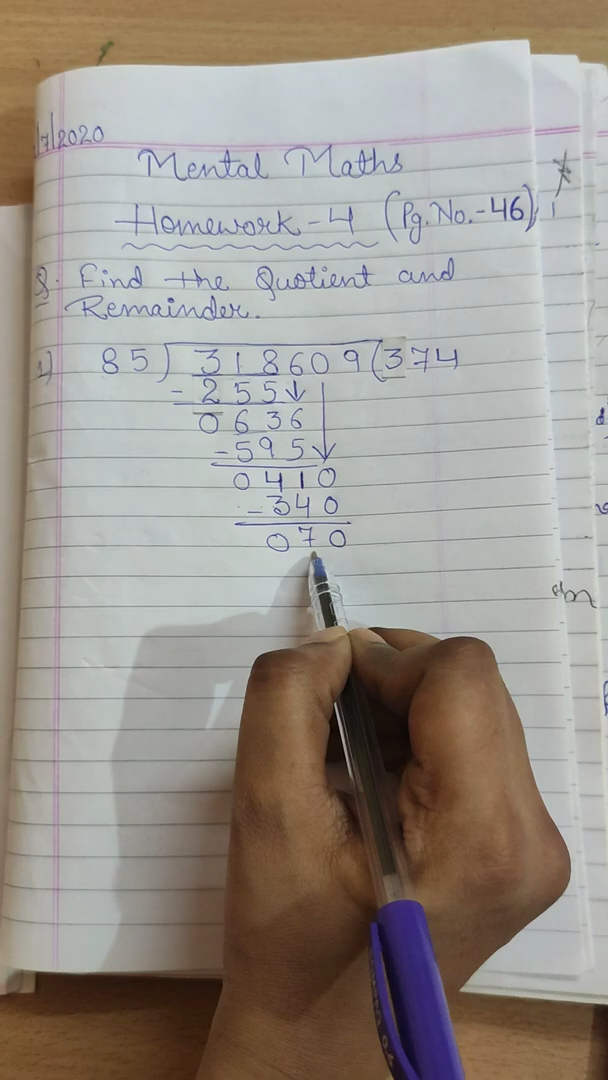 /7/2020
Mental Maths
Homework-4 (Pg. No.-46)
Q. Find the Quotient and
Remainder.
1) 85) 318609(374
- 255↓
0636
-595↓
0410
-340
070